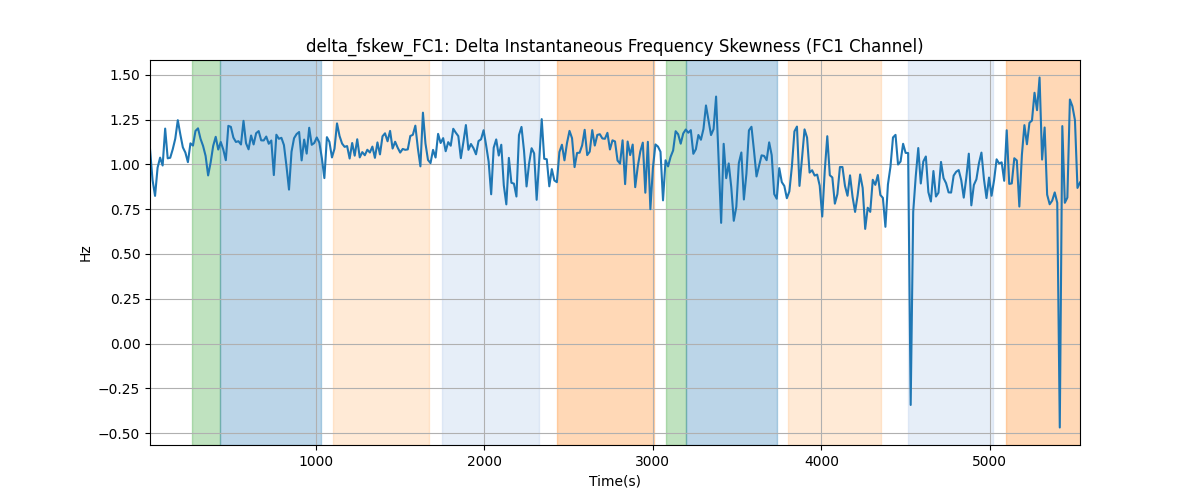 delta_fskew_FC1: Delta Instantaneous Frequency Skewness (FC1 Channel)
1.50
1.25
1.00
0.75
0.50
0.25
0.00
−0.25
−0.50
Hz
1000 2000 3000 4000 5000
Time(s)